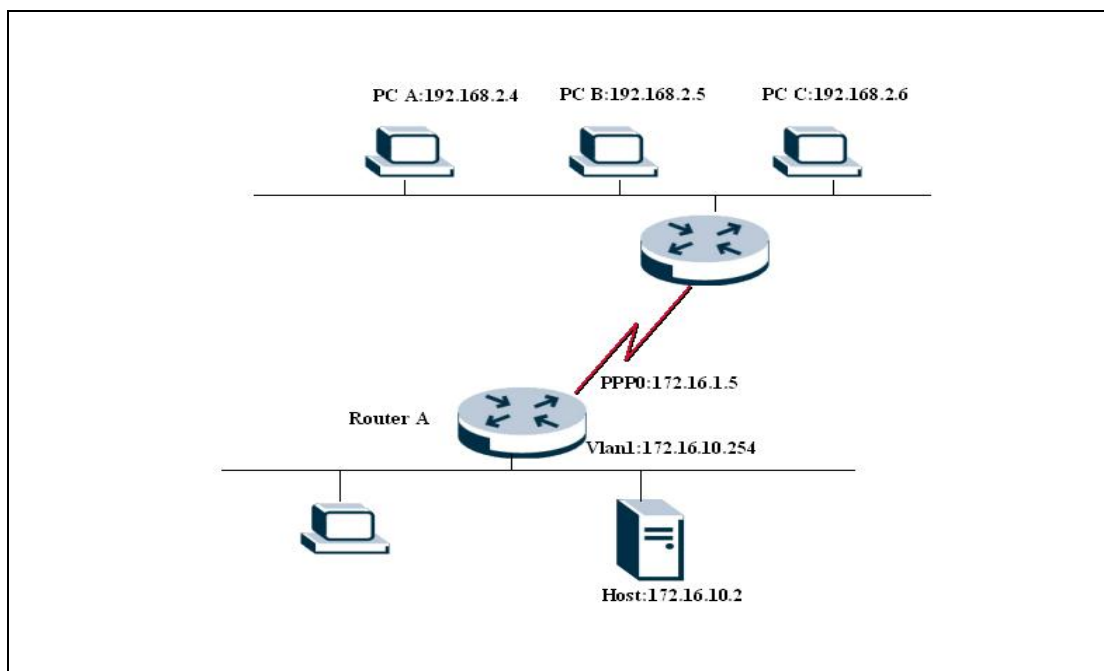 PC A:192.168.2.4
PC B:192.168.2.5
PC C:192.168.2.6
PPP0:172.16.1.5
Router A
Vlan1:172.16.10.254
Host:172.16.10.2